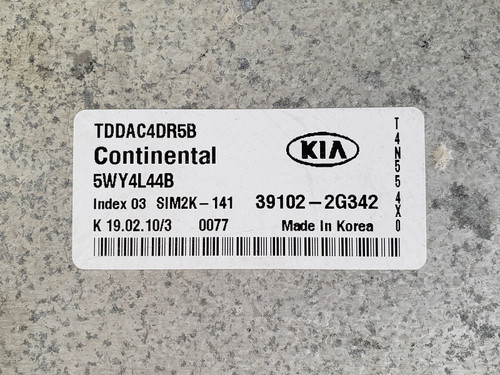 TDDAC4DR5B
Continental
KIA
5WY4L44B
Index 03 SIM2K-141 39102-2G342
K 19.02.10/3 0077 Made In Korea
T4N554X0